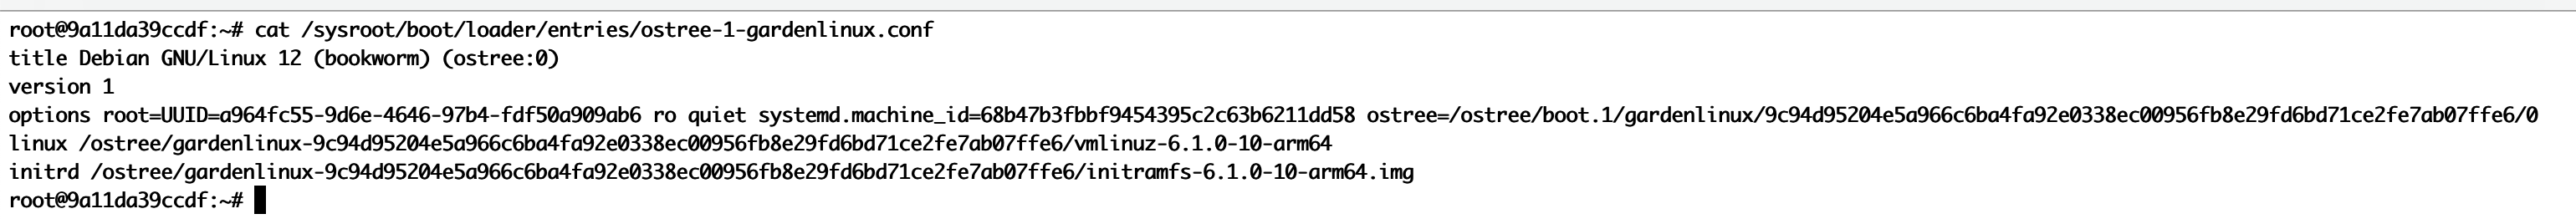 root@9a11da39ccdf:~# cat /sysroot/boot/loader/entries/ostree-1-gardenlinux.conf
title Debian GNU/Linux 12 (bookworm) (ostree:0)
version 1
options root=UUID=a964fc55-9d6e-4646-97b4-fdf50a909ab6 ro quiet systemd.machine_id=68b47b3fbbf9454395c2c63b6211dd58 ostree=/ostree/boot.1/gardenlinux/9c94d95204e5a966c6ba4fa92e0338ec00956fb8e29fd6bd71ce2fe7ab07ffe6/0
linux /ostree/gardenlinux-9c94d95204e5a966c6ba4fa92e0338ec00956fb8e29fd6bd71ce2fe7ab07ffe6/vmlinuz-6.1.0-10-arm64
initrd /ostree/gardenlinux-9c94d95204e5a966c6ba4fa92e0338ec00956fb8e29fd6bd71ce2fe7ab07ffe6/initramfs-6.1.0-10-arm64.img
root@9a11da39ccdf:~#